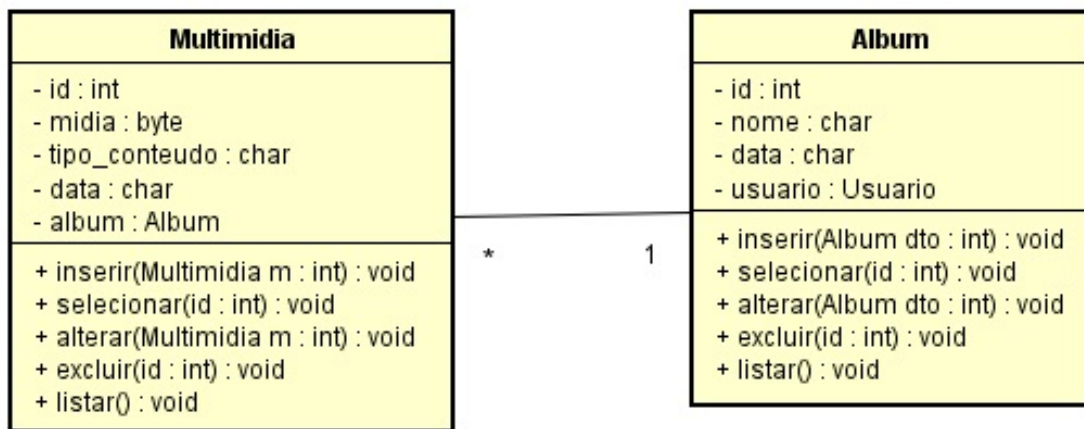 Multimidia
- id : int
- midia : byte
- tipo_conteudo : char
- data : char
- album : Album
+ inserir(Multimidia m : int) : void
+ selecionar(id : int) : void
+ alterar(Multimidia m : int) : void
+ excluir(id : int) : void
+ listar() : void
* 1
Album
- id : int
- nome : char
- data : char
- usuario : Usuario
+ inserir(Album dto : int) : void
+ selecionar(id : int) : void
+ alterar(Album dto : int) : void
+ excluir(id : int) : void
+ listar() : void